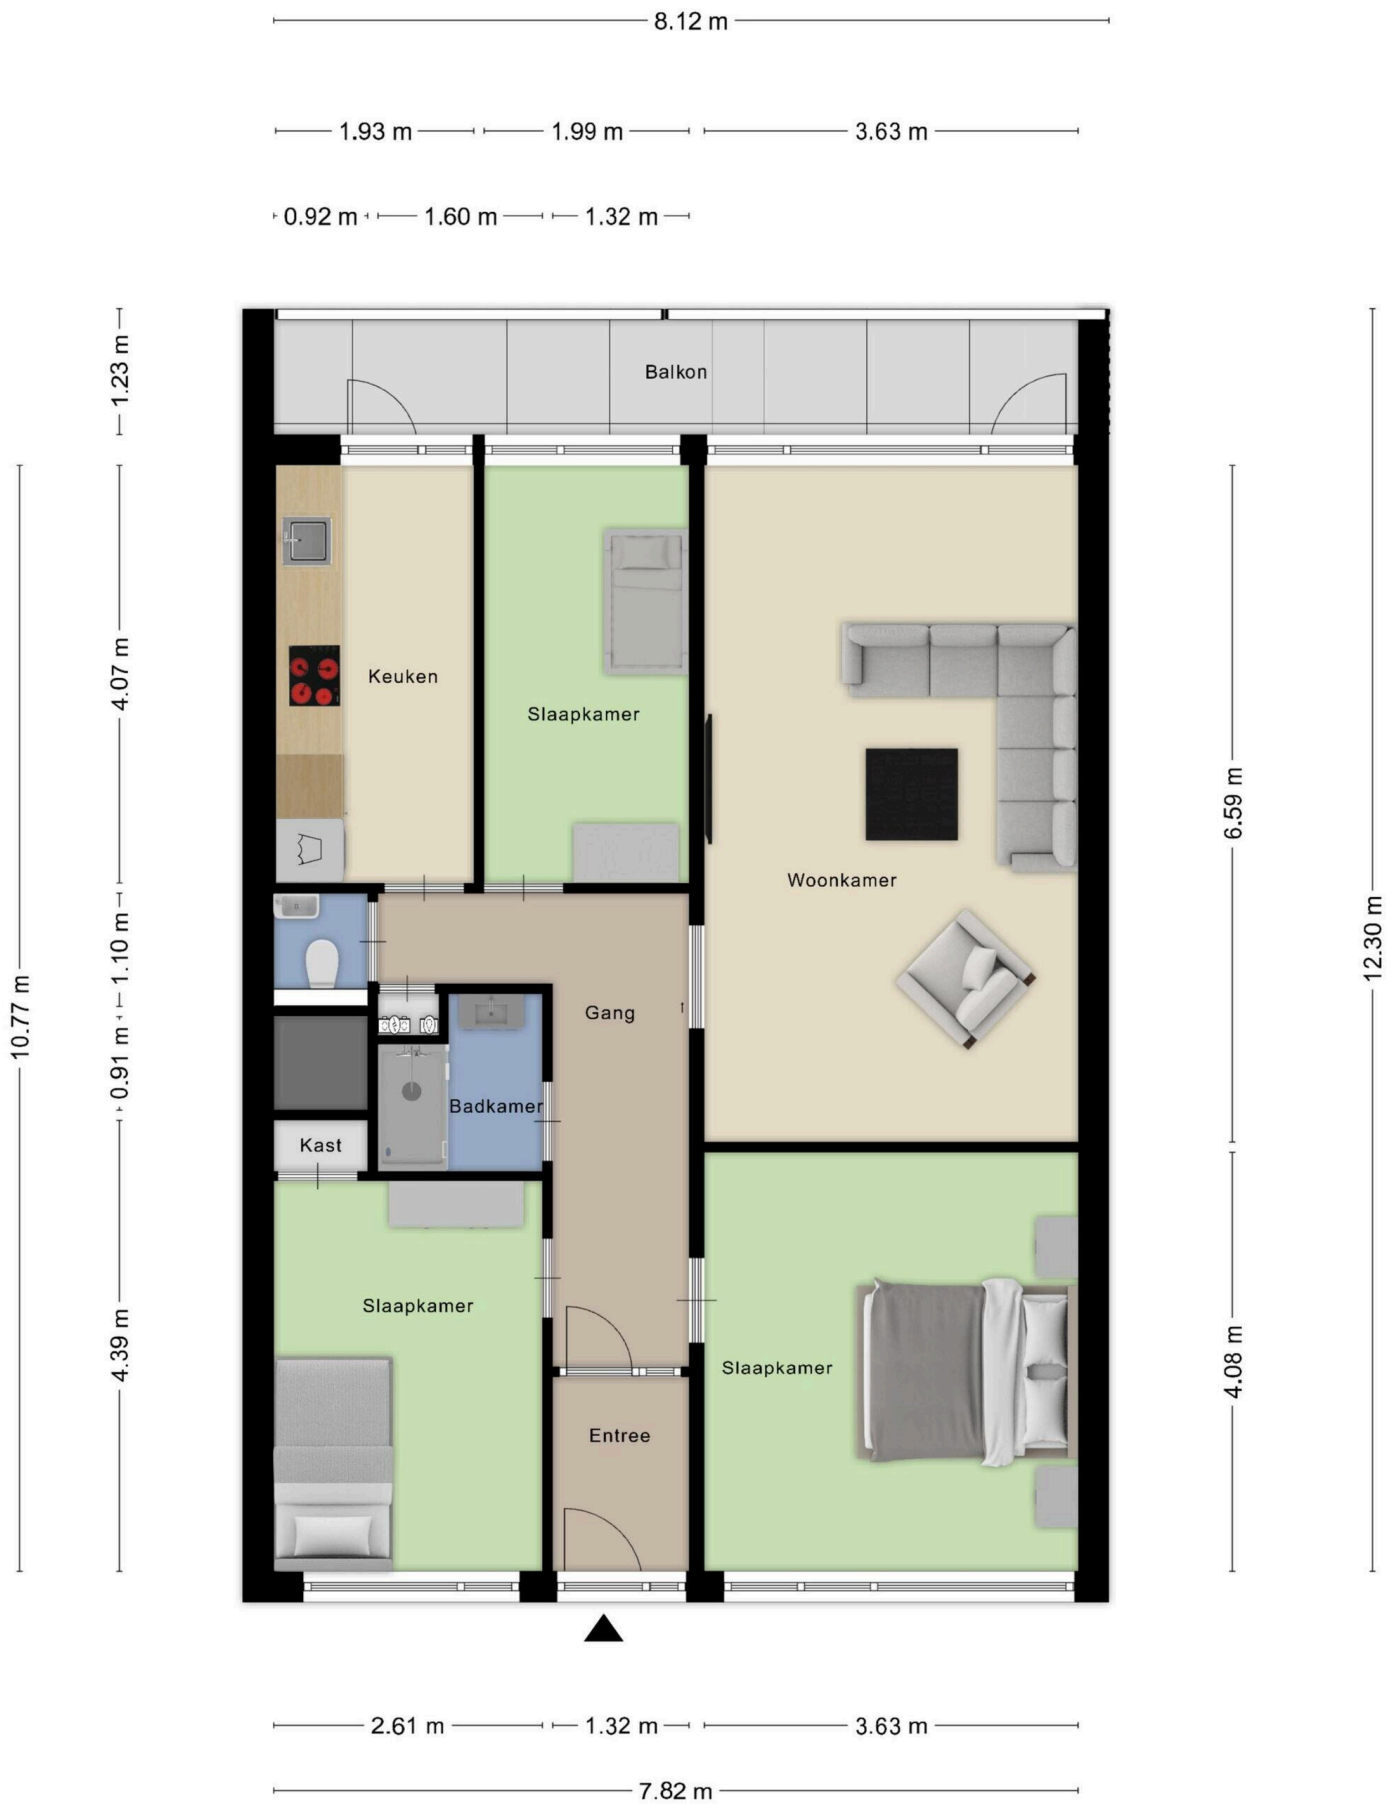 8.12 m
1.93 m
1.99 m
3.63 m
0.92 m
1.60 m
1.32 m
1.23 m
Balkon
4.07 m
Keuken
Slaapkamer
6.59 m
Woonkamer
12.30 m
1.10 m
10.77 m
Gang
0.91 m
Badkamer
Kast
Slaapkamer
4.39 m
Slaapkamer
4.08 m
Entree
2.61 m
1.32 m
3.63 m
7.82 m